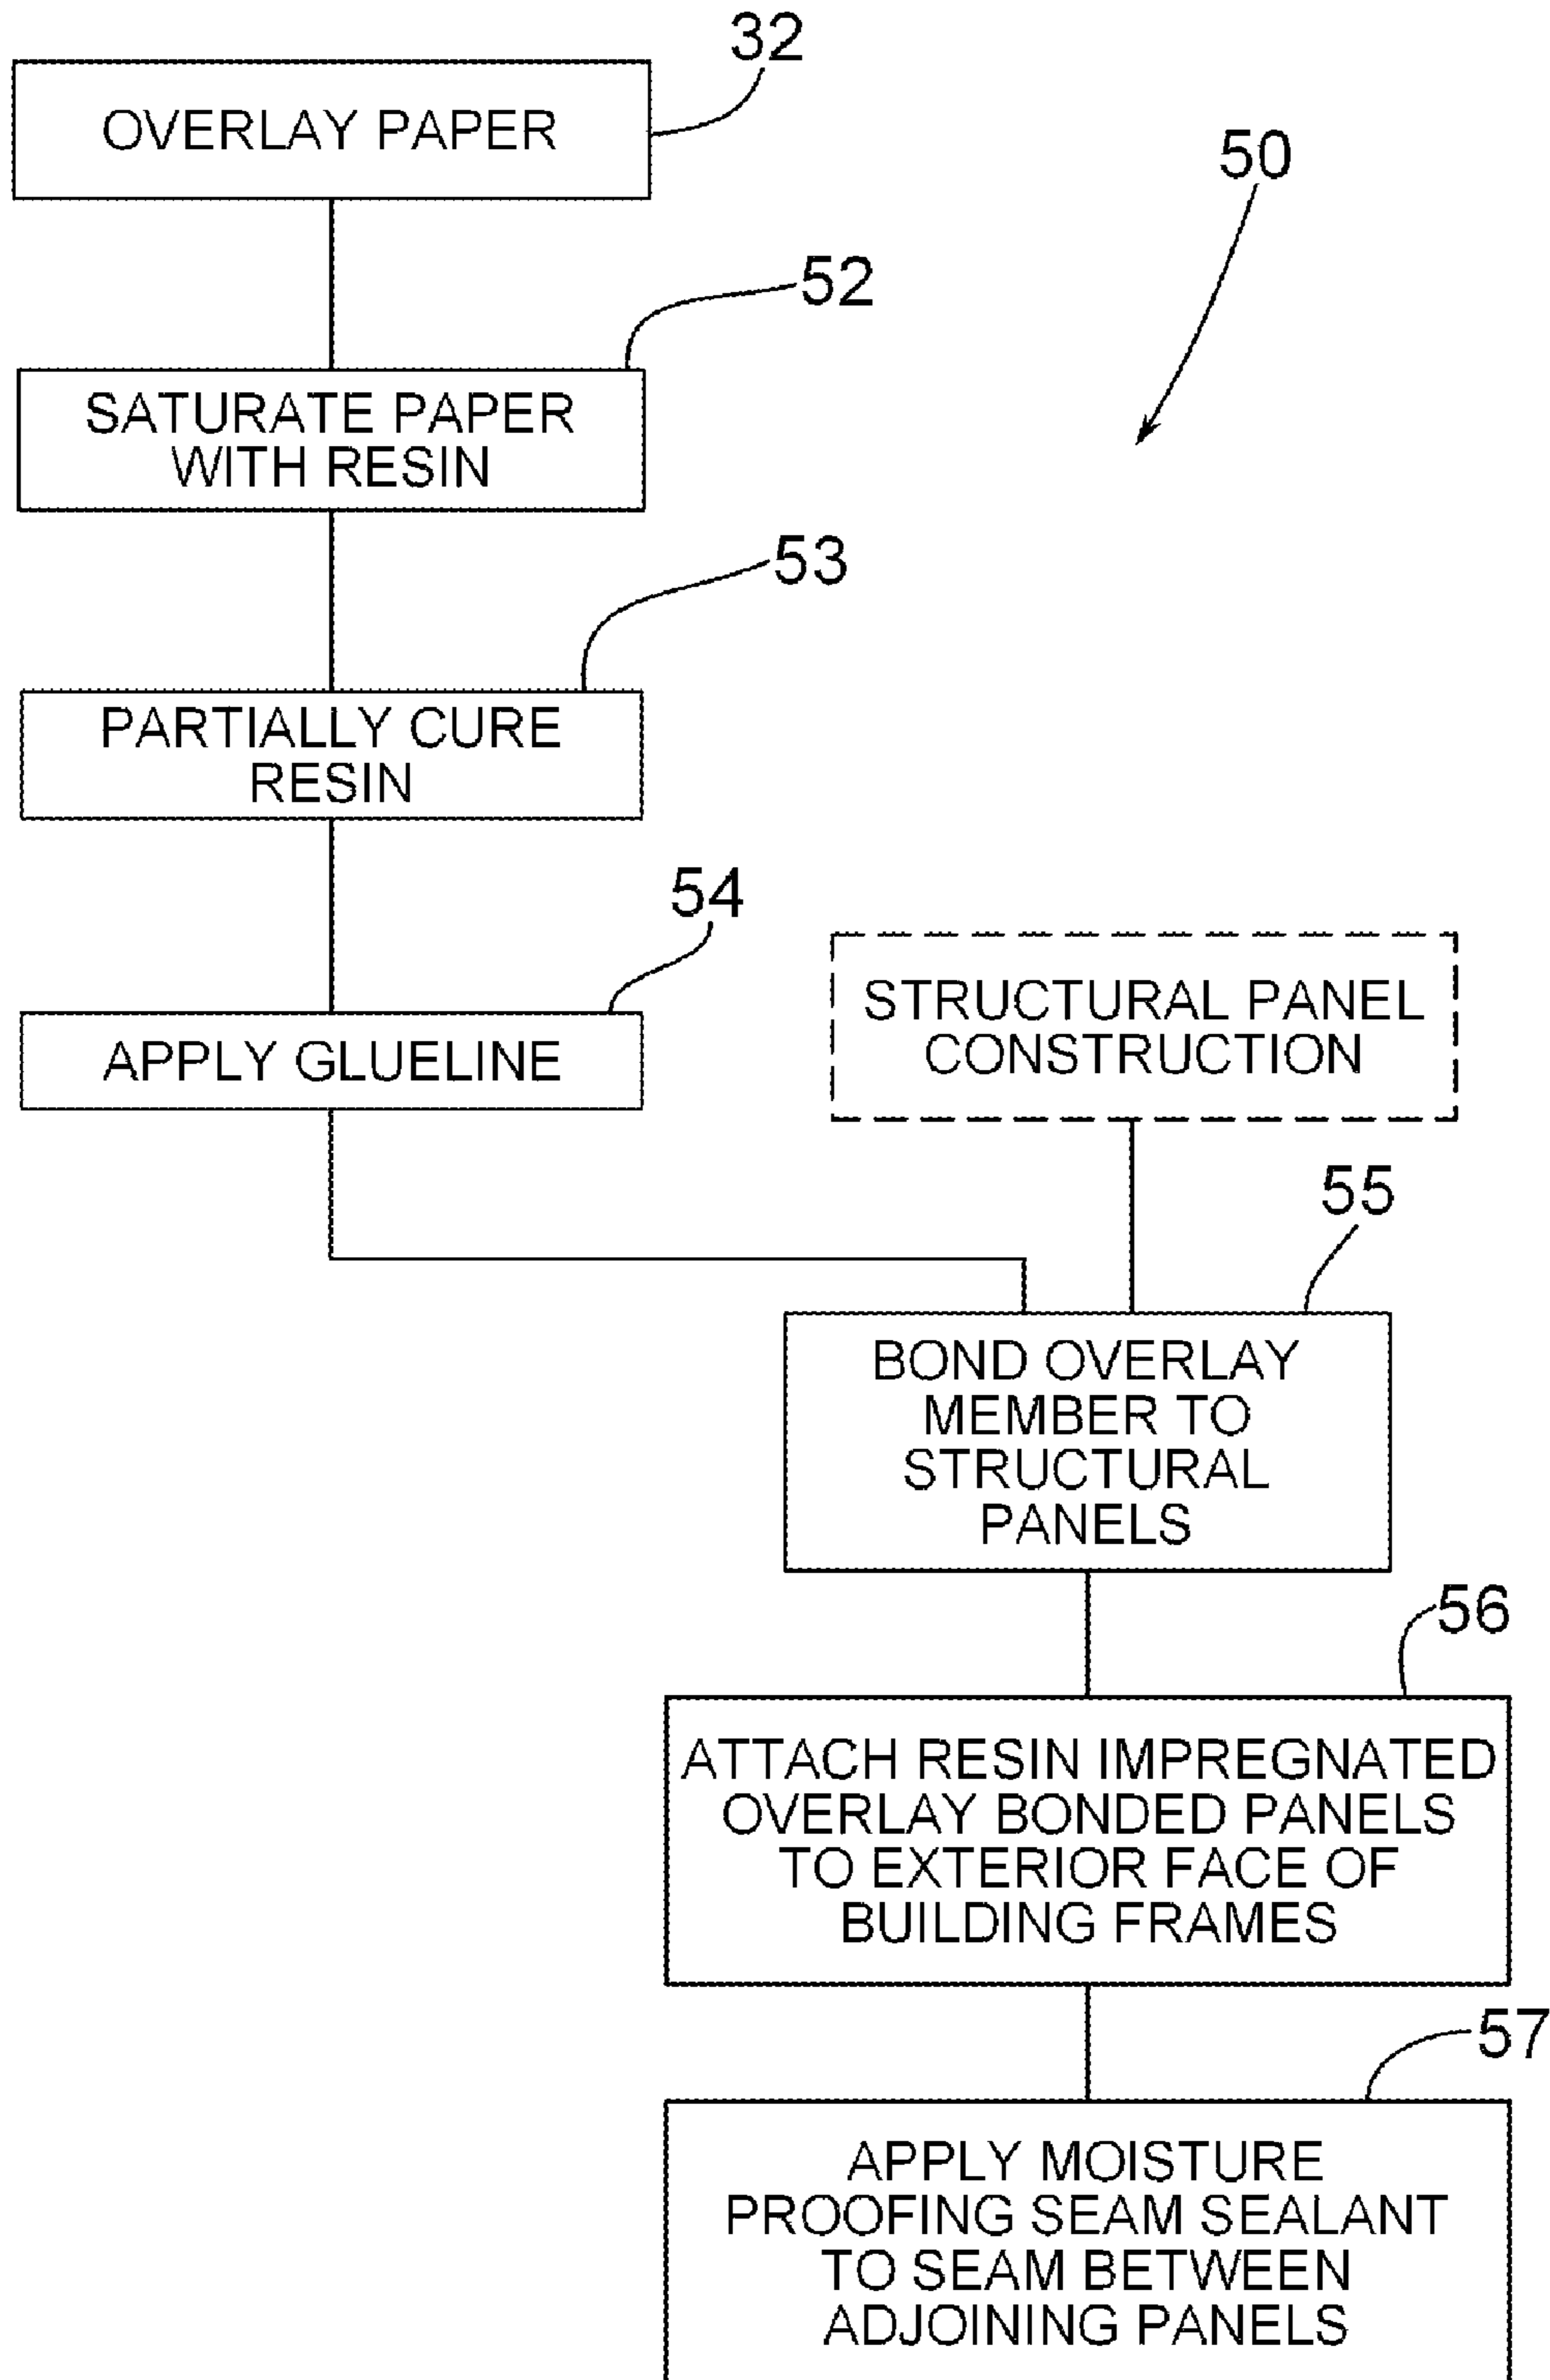 32
OVERLAY PAPER
50
52
SATURATE PAPER
WITH RESIN
53
PARTIALLY CURE
RESIN
54
APPLY GLUELINE
STRUCTURAL PANEL
CONSTRUCTION
55
BOND OVERLAY
MEMBER TO
STRUCTURAL
PANELS
56
ATTACH RESIN IMPREGNATED
OVERLAY BONDED PANELS
TO EXTERIOR FACE OF
BUILDING FRAMES
57
APPLY MOISTURE
PROOFING SEAM SEALANT
TO SEAM BETWEEN
ADJOINING PANELS